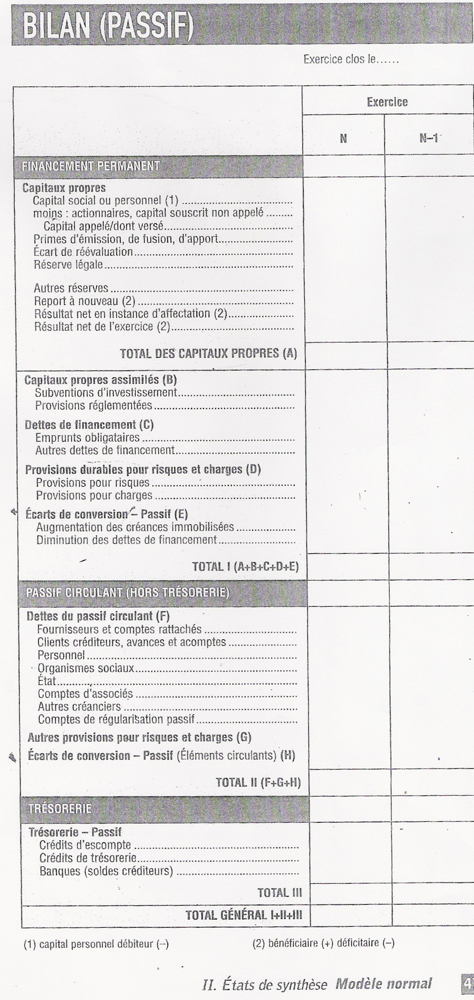 BILAN (PASSIF)
Exercice clos le......
Exercice
N
N–1
FINANCEMENT PERMANENT
Capitaux propres
Capital social ou personnel (1)
moins : actionnaires, capital souscrit non appelé
Capital appelé/dont versé
Primes d'émission, de fusion, d'apport
Écart de réévaluation
Réserve légale
Autres réserves
Report à nouveau (2)
Résultat net en instance d'affectation (2)
Résultat net de l'exercice (2)
TOTAL DES CAPITAUX PROPRES (A)
Capitaux propres assimilés (B)
Subventions d'investissement
Provisions réglementées
Dettes de financement (C)
Emprunts obligataires
Autres dettes de financement
Provisions durables pour risques et charges (D)
Provisions pour risques
Provisions pour charges
Écarts de conversion – Passif (E)
Augmentation des créances immobilisées
Diminution des dettes de financement
TOTAL I (A+B+C+D+E)
PASSIF CIRCULANT (HORS TRÉSORERIE)
Dettes du passif circulant (F)
Fournisseurs et comptes rattachés
Clients créditeurs, avances et acomptes
Personnel
Organismes sociaux
État
Comptes d'associés
Autres créanciers
Comptes de régularisation passif
Autres provisions pour risques et charges (G)
Écarts de conversion – Passif (Éléments circulants) (H)
TOTAL II (F+G+H)
TRÉSORERIE
Trésorerie – Passif
Crédits d'escompte
Crédits de trésorerie
Banques (soldes créditeurs)
TOTAL III
TOTAL GÉNÉRAL I+II+III
(1) capital personnel débiteur (–)
(2) bénéficiaire (+) déficitaire (–)
II. États de synthèse Modèle normal